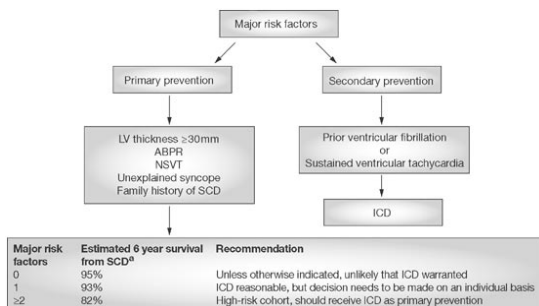 Major risk factors
Primary prevention
Secondary prevention
LV thickness ≥30mm
ABPR
NSVT
Unexplained syncope
Family history of SCD
Prior ventricular fibrillation
or
Sustained ventricular tachycardia
ICD
Major risk factors Estimated 6 year survival from SCDᵃ Recommendation
0 95% Unless otherwise indicated, unlikely that ICD warranted
1 93% ICD reasonable, but decision needs to be made on an individual basis
≥2 82% High-risk cohort, should receive ICD as primary prevention